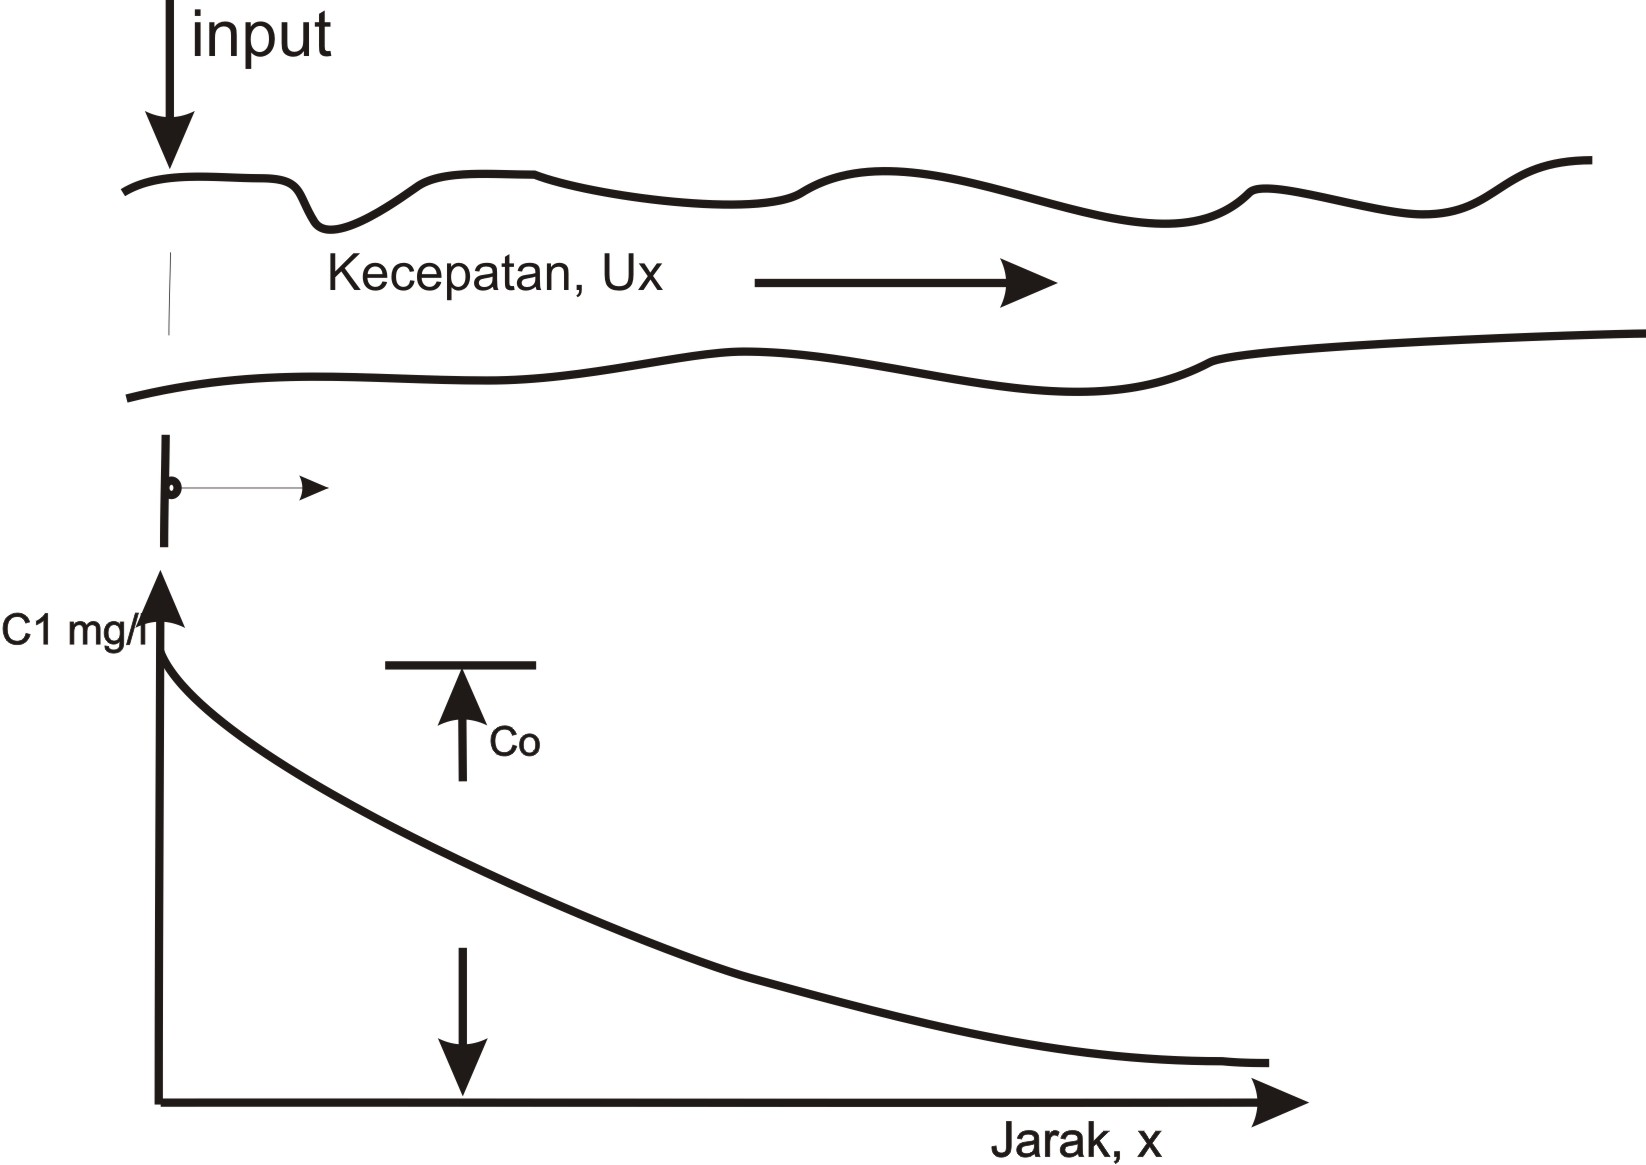 input
Kecepatan, Ux
C1 mg/l
Co
Jarak, x